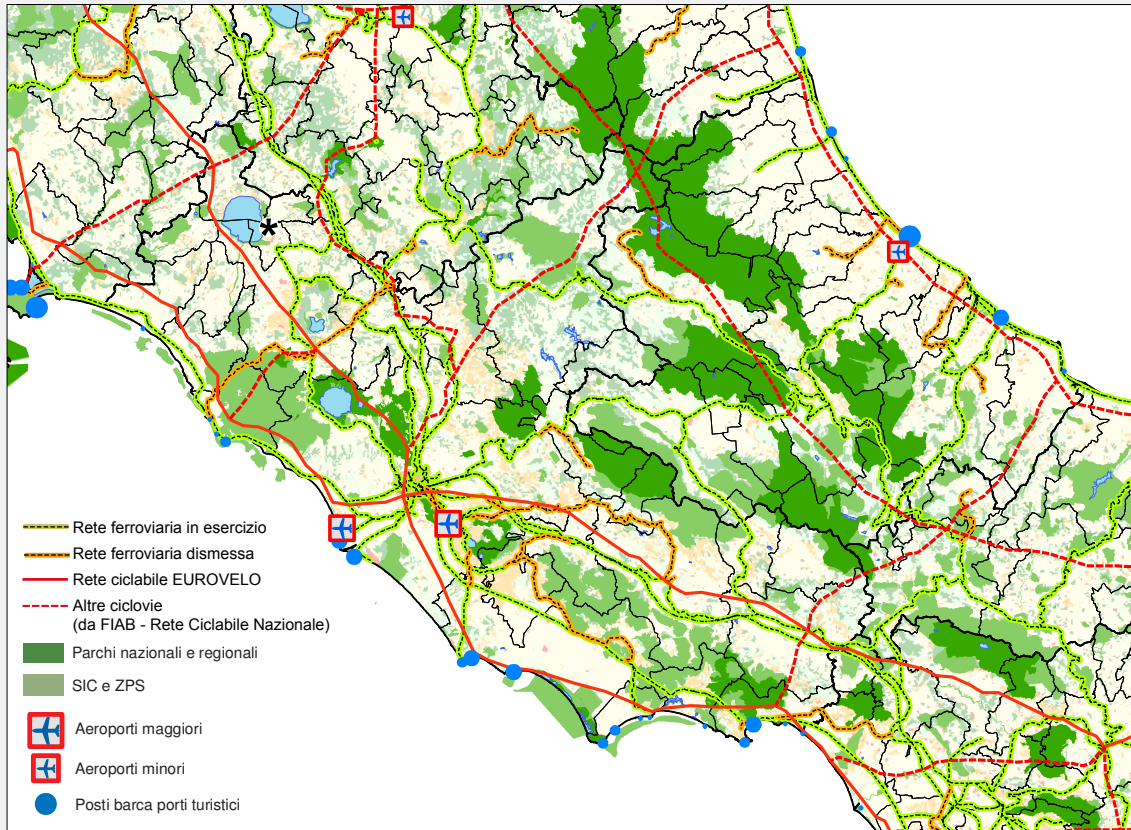 *
Rete ferroviaria in esercizio
Rete ferroviaria dismessa
Rete ciclabile EUROVELO
Altre ciclovie
(da FIAB - Rete Ciclabile Nazionale)
Parchi nazionali e regionali
SIC e ZPS
Aeroporti maggiori
Aeroporti minori
Posti barca porti turistici